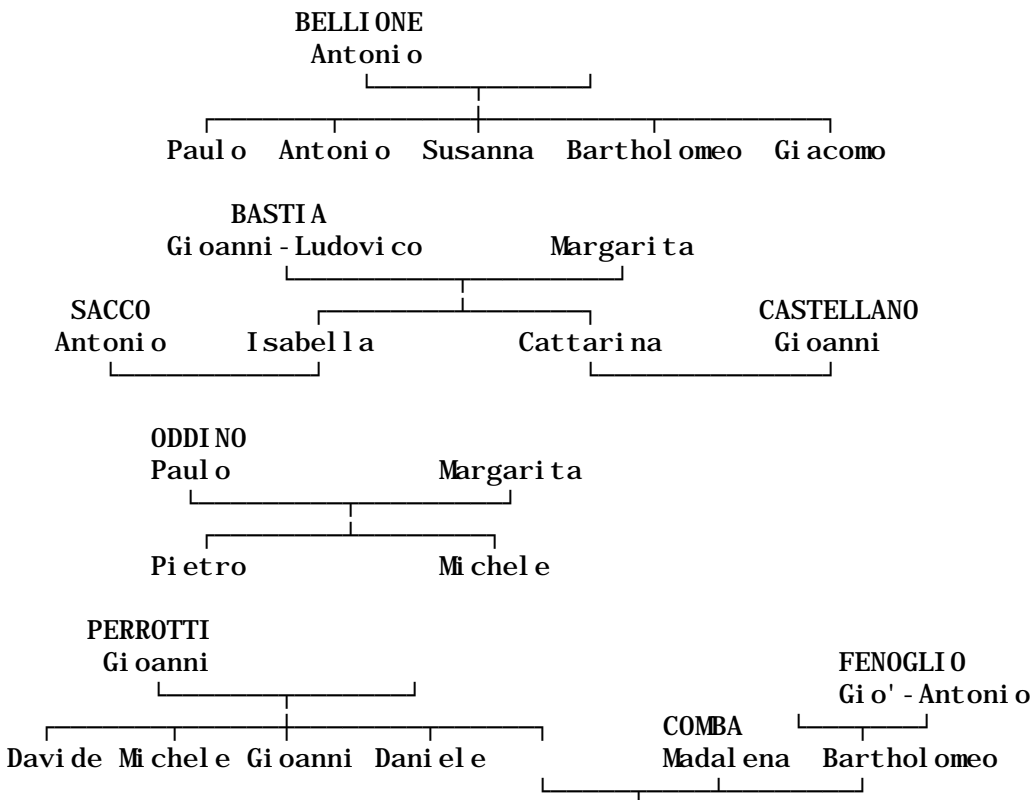 BELLIONE
Antonio
Paulo Antonio Susanna Bartholomeo Giacomo
BASTIA
Gioanni-Ludovico Margarita
SACCO CASTELLANO
Antonio Isabella Cattarina Gioanni
ODDINO
Paulo Margarita
Pietro Michele
PERROTTI
Gioanni FENOGLIO
Gio'-Antonio
COMBA
Davide Michele Gioanni Daniele Madalena Bartholomeo